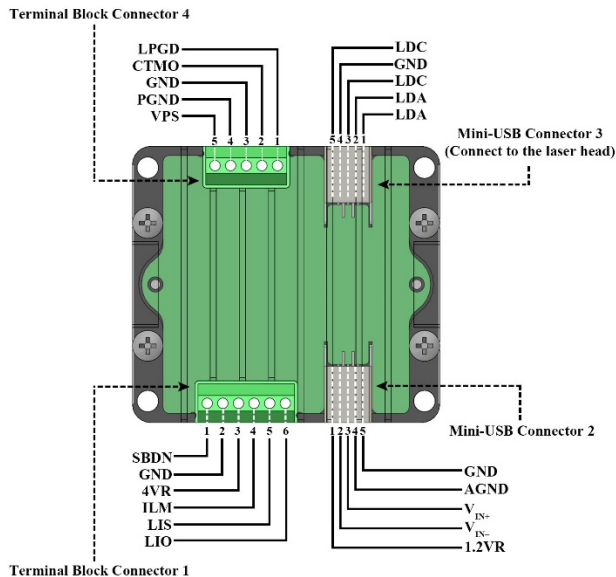 Terminal Block Connector 4
LPGD
CTMO
GND
PGND
VPS
5 4 3 2 1
LDC
GND
LDC
LDA
LDA
5 4 3 2 1
Mini-USB Connector 3
(Connect to the laser head)
1 2 3 4 5 6
SBDN
GND
4VR
ILM
LIS
LIO
1 2 3 4 5
Mini-USB Connector 2
GND
AGND
VIN+
VIN−
1.2VR
Terminal Block Connector 1